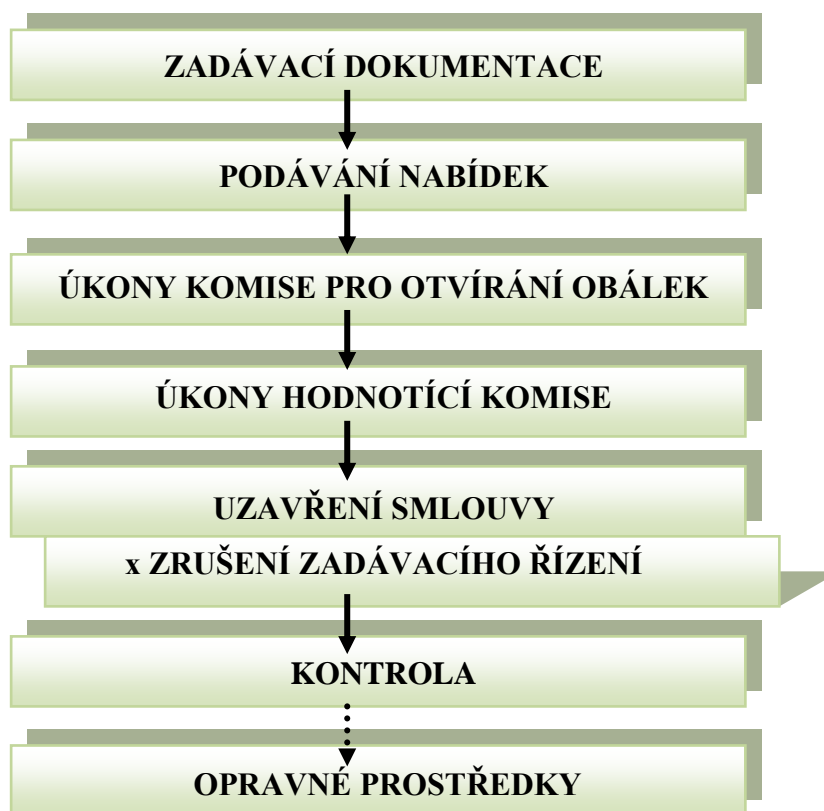 ZADÁVACÍ DOKUMENTACE
PODÁVÁNÍ NABÍDEK
ÚKONY KOMISE PRO OTVÍRÁNÍ OBÁLEK
ÚKONY HODNOTÍCÍ KOMISE
UZAVŘENÍ SMLOUVY
x ZRUŠENÍ ZADÁVACÍHO ŘÍZENÍ
KONTROLA
OPRAVNÉ PROSTŘEDKY